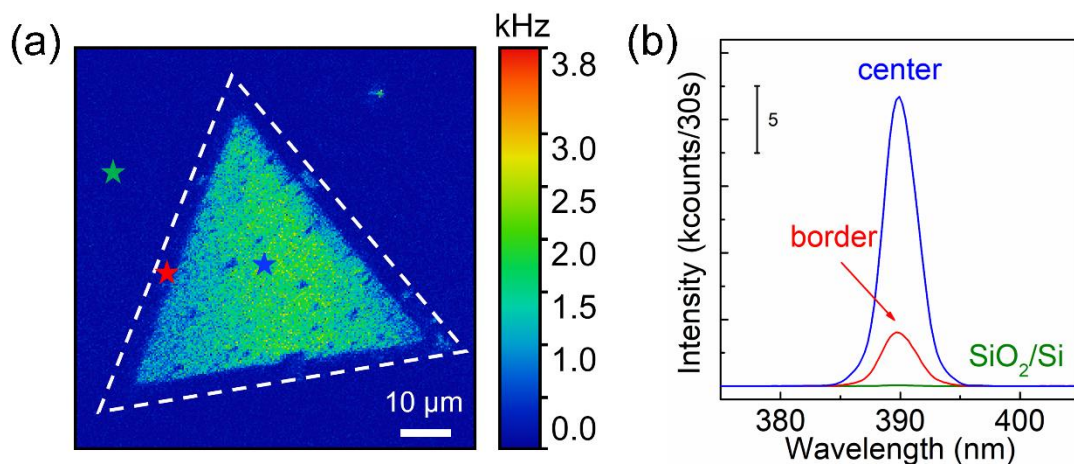 (a)
kHz
3.8
3.0
2.5
2.0
1.5
1.0
0.0
10 μm
(b)
Intensity (kcounts/30s)
center
5
border
SiO₂/Si
380
390
400
Wavelength (nm)